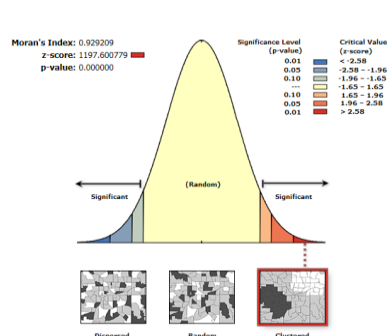 Moran's Index: 0.929209
z-score: 1197.600779
p-value: 0.000000
Significance Level (p-value)
Critical Value (z-score)
0.01 < -2.58
0.05 -2.58 - -1.96
0.10 -1.96 - -1.65
--- -1.65 - 1.65
0.10 1.65 - 1.96
0.05 1.96 - 2.58
0.01 > 2.58
(Random)
Significant
Significant
Dispersed
Random
Clustered